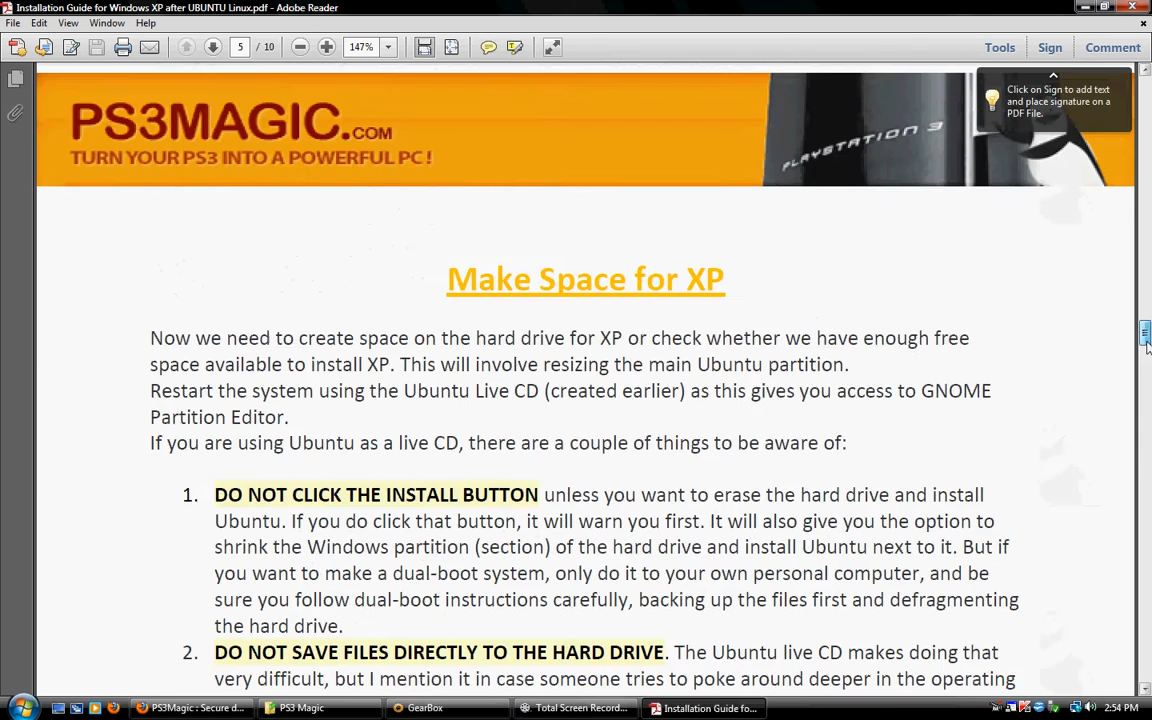 Installation Guide for Windows XP after UBUNTU Linux.pdf - Adobe Reader
File Edit View Window Help
5 / 10 147% Tools Sign Comment
Click on Sign to add text
and place signature on a
PDF File.
PS3MAGIC.COM
TURN YOUR PS3 INTO A POWERFUL PC !
PLAYSTATION 3
Make Space for XP
Now we need to create space on the hard drive for XP or check whether we have enough free
space available to install XP. This will involve resizing the main Ubuntu partition.
Restart the system using the Ubuntu Live CD (created earlier) as this gives you access to GNOME
Partition Editor.
If you are using Ubuntu as a live CD, there are a couple of things to be aware of:
1. DO NOT CLICK THE INSTALL BUTTON unless you want to erase the hard drive and install
Ubuntu. If you do click that button, it will warn you first. It will also give you the option to
shrink the Windows partition (section) of the hard drive and install Ubuntu next to it. But if
you want to make a dual-boot system, only do it to your own personal computer, and be
sure you follow dual-boot instructions carefully, backing up the files first and defragmenting
the hard drive.
2. DO NOT SAVE FILES DIRECTLY TO THE HARD DRIVE. The Ubuntu live CD makes doing that
very difficult, but I mention it in case someone tries to poke around deeper in the operating
PS3Magic : Secure d... PS3 Magic GearBox Total Screen Record... Installation Guide fo... 2:54 PM